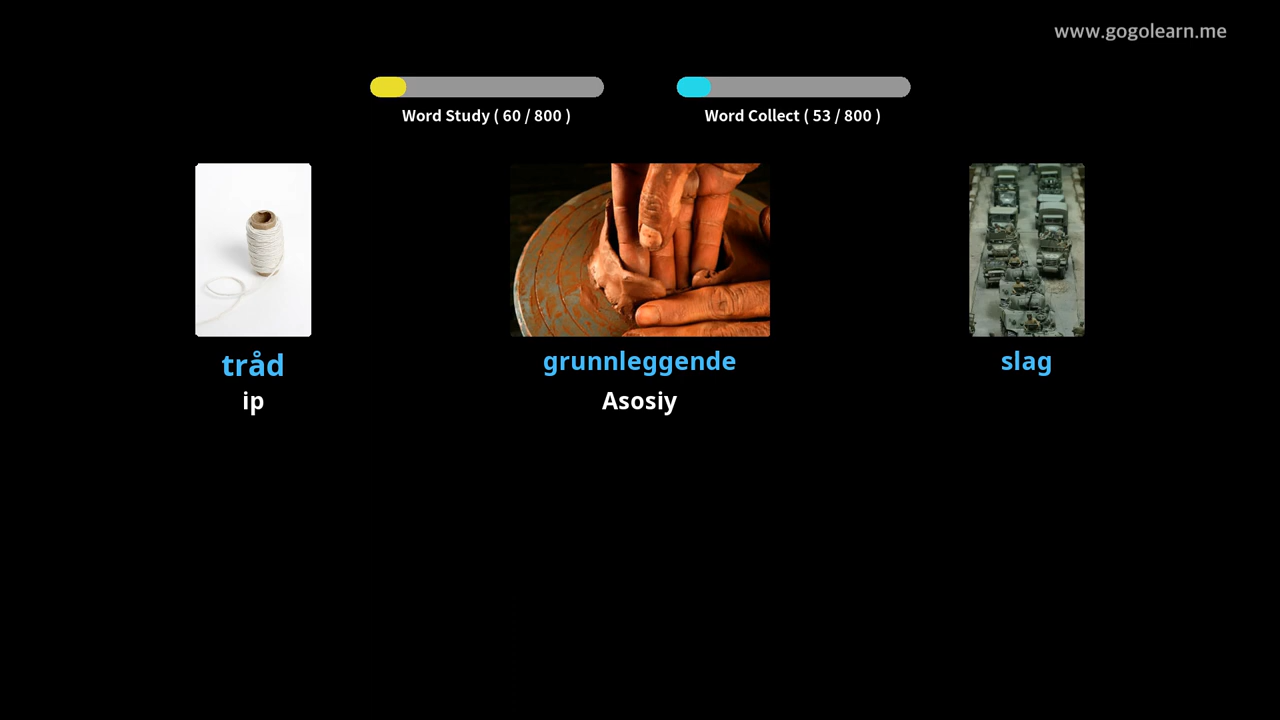 www.gogolearn.me
Word Study ( 60 / 800 )
Word Collect ( 53 / 800 )
tråd
grunnleggende
slag
ip
Asosiy